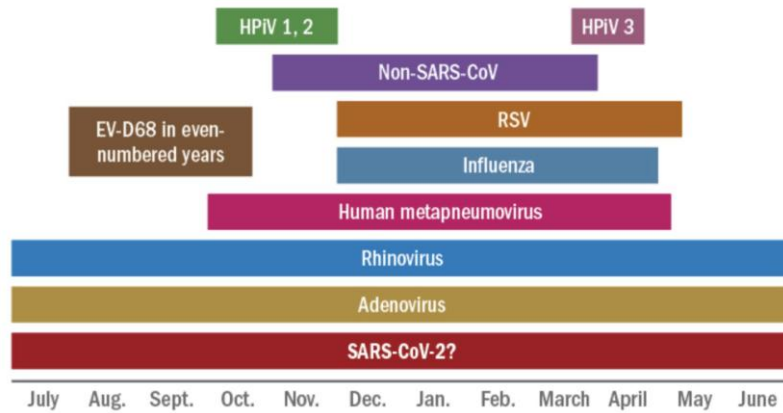 HPiV 1, 2
HPiV 3
Non-SARS-CoV
RSV
EV-D68 in even-
numbered years
Influenza
Human metapneumovirus
Rhinovirus
Adenovirus
SARS-CoV-2?
July Aug. Sept. Oct. Nov. Dec. Jan. Feb. March April May June